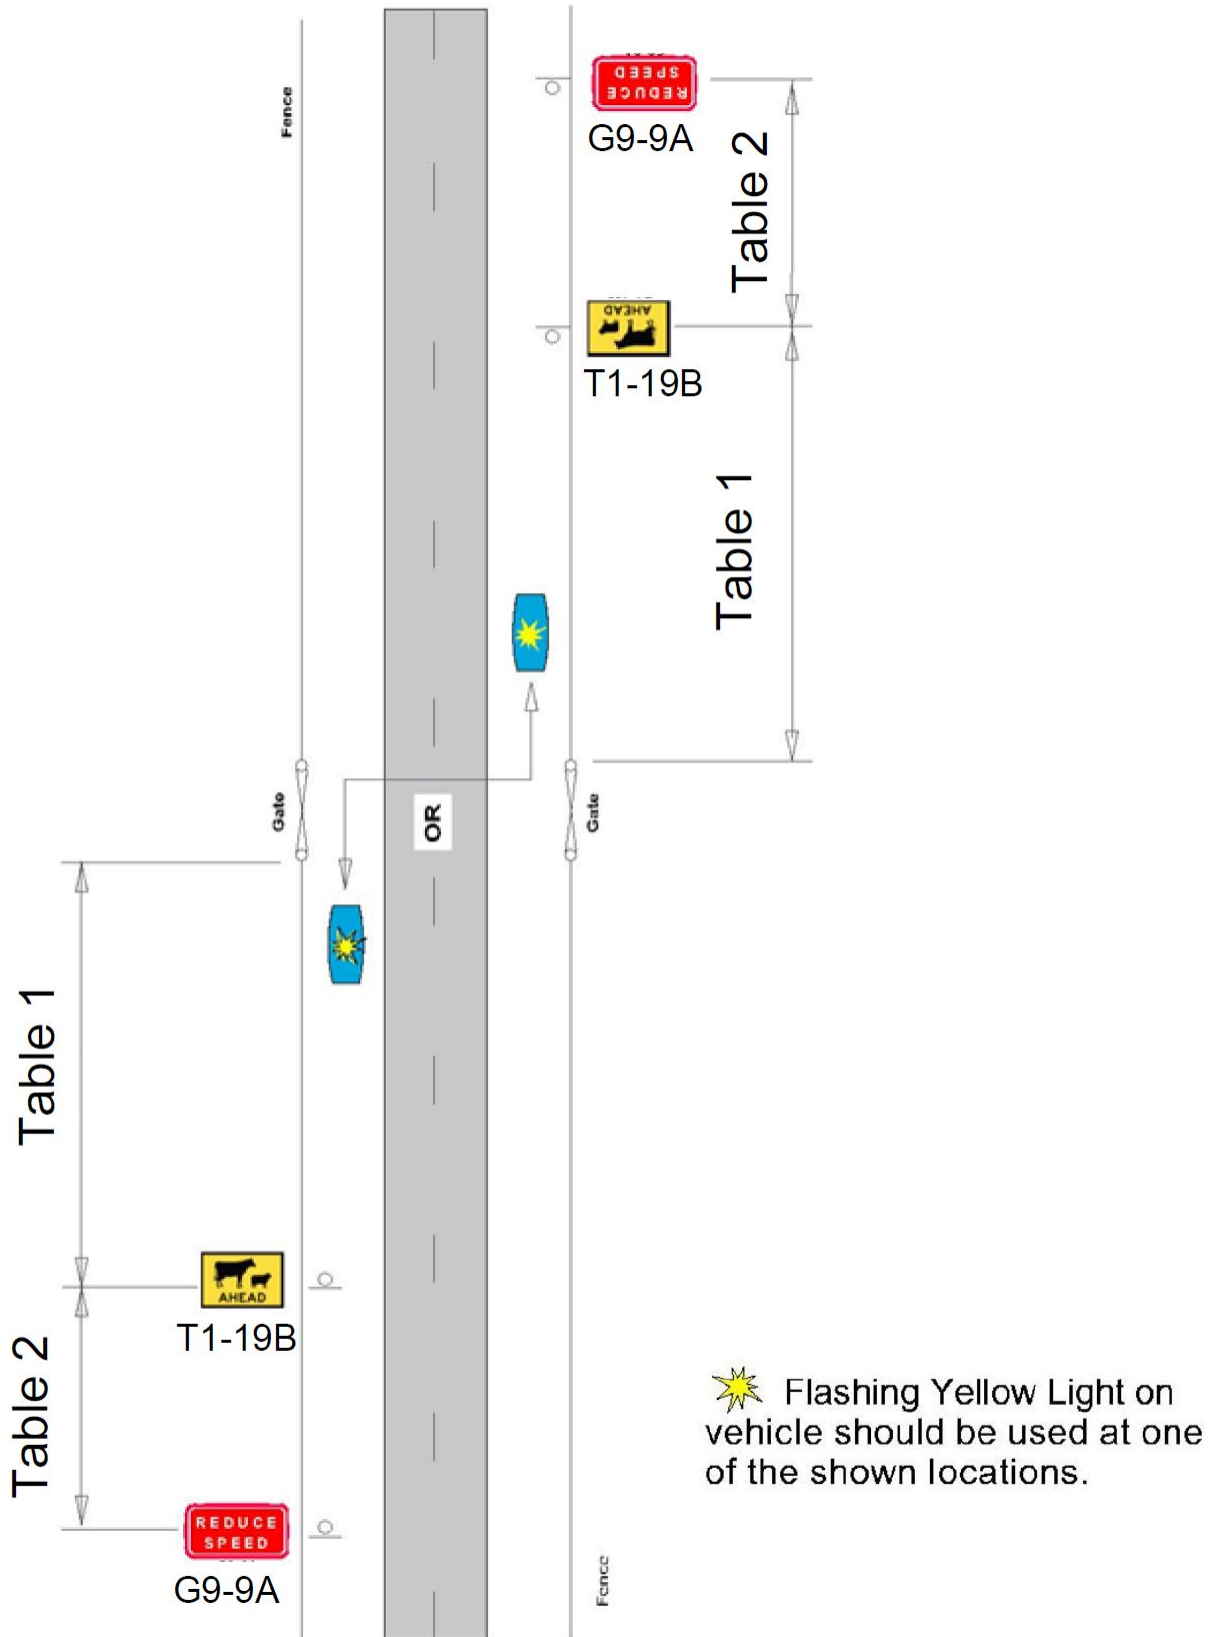 Fence
REDUCE
SPEED
G9-9A
Table 2
AHEAD
T1-19B
Table 1
Gate
OR
Gate
Table 1
AHEAD
T1-19B
Table 2
Flashing Yellow Light on
vehicle should be used at one
of the shown locations.
REDUCE
SPEED
G9-9A
Fence